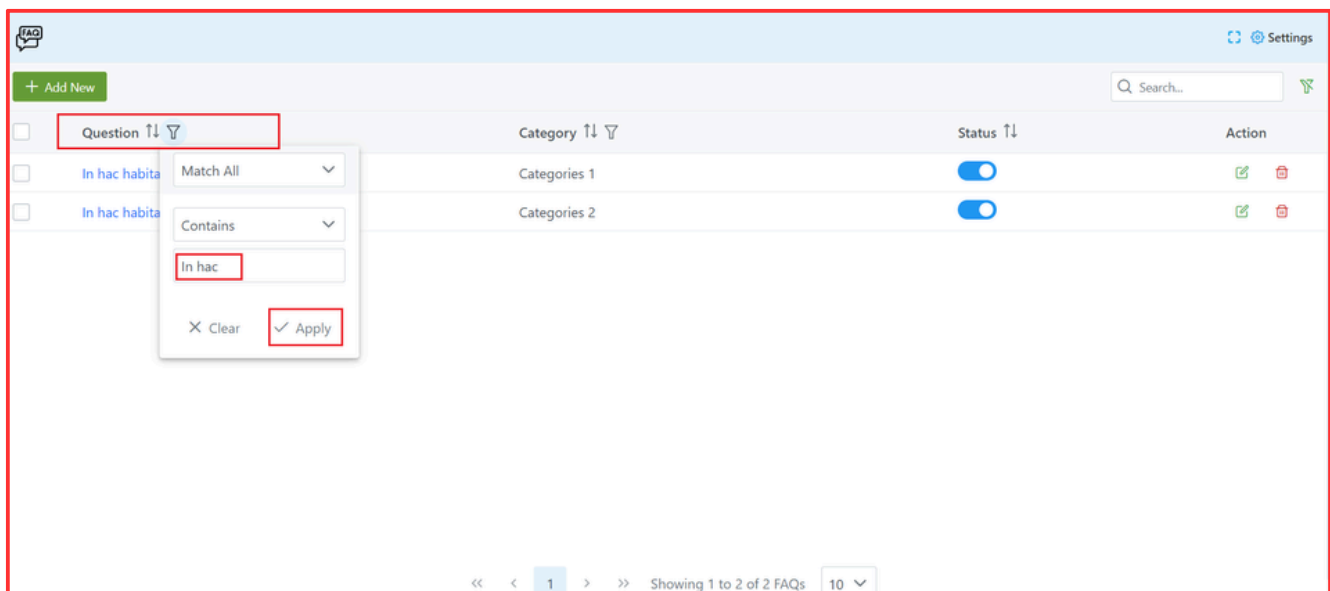 FAQ
Settings
+ Add New
Search...
Question Category Status Action
Match All
In hac habita Categories 1
In hac habita Categories 2
Contains
In hac
Clear Apply
1 Showing 1 to 2 of 2 FAQs 10